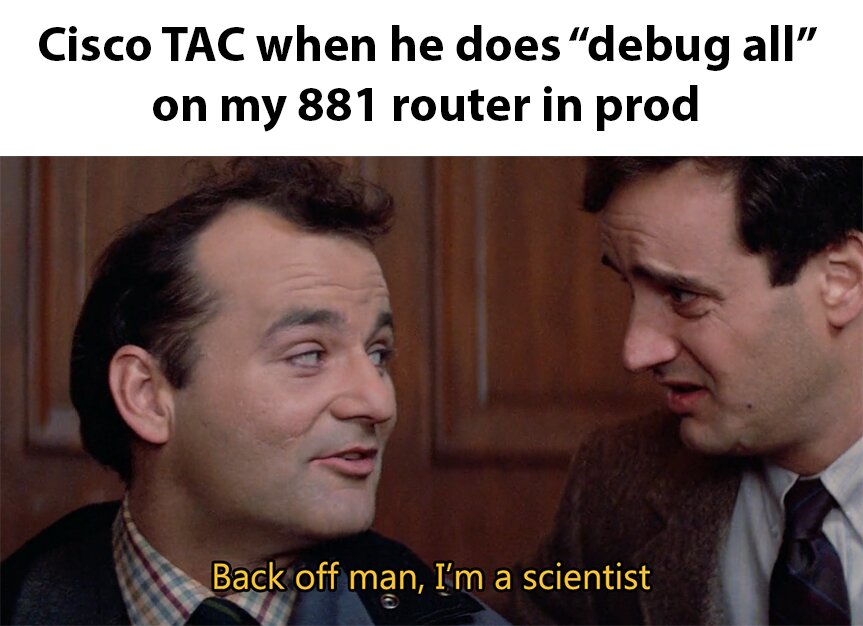 Cisco TAC when he does “debug all”
on my 881 router in prod
Back off man, I’m a scientist